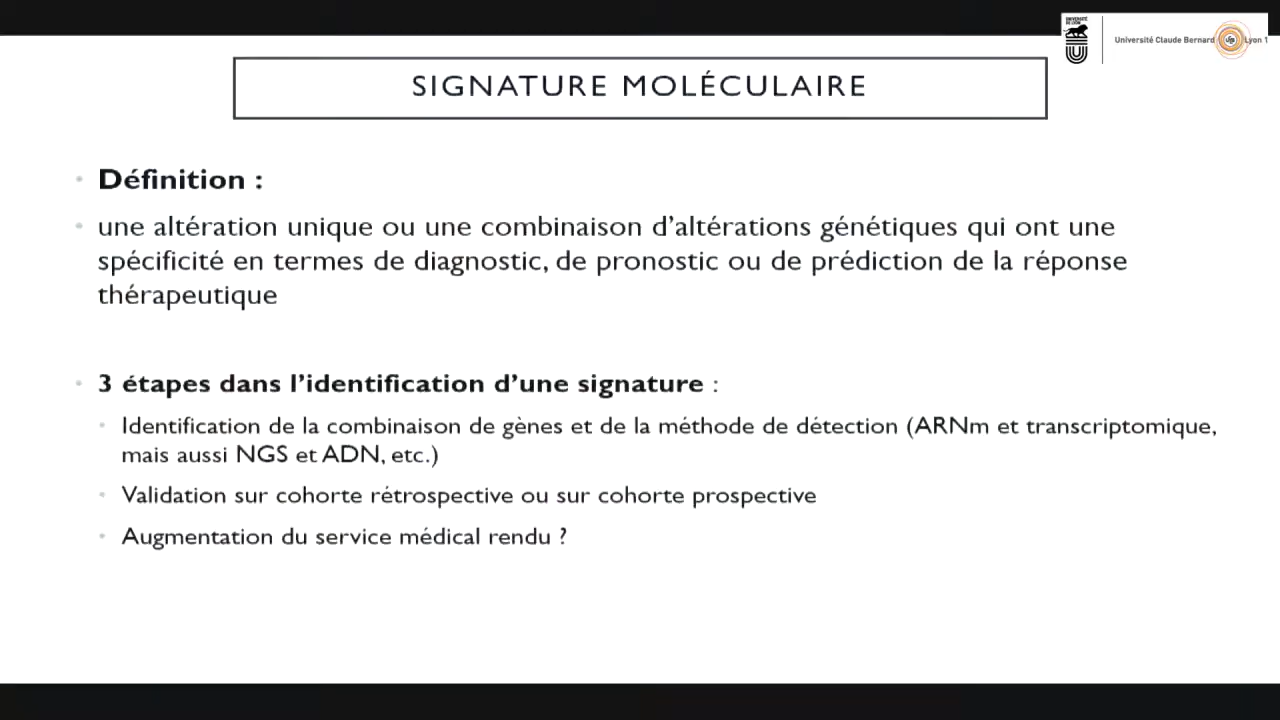 UNIVERSITÉ
DE LYON
Université Claude Bernard Lyon 1
SIGNATURE MOLÉCULAIRE
• Définition :
• une altération unique ou une combinaison d’altérations génétiques qui ont une
spécificité en termes de diagnostic, de pronostic ou de prédiction de la réponse
thérapeutique
• 3 étapes dans l’identification d’une signature :
• Identification de la combinaison de gènes et de la méthode de détection (ARNm et transcriptomique,
mais aussi NGS et ADN, etc.)
• Validation sur cohorte rétrospective ou sur cohorte prospective
• Augmentation du service médical rendu ?